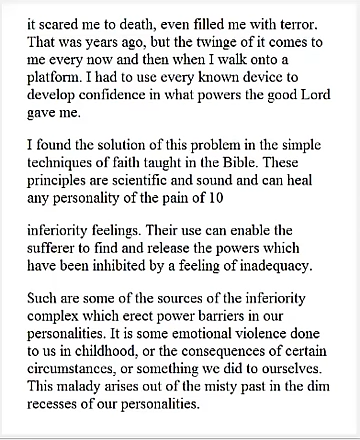 it scared me to death, even filled me with terror.
That was years ago, but the twinge of it comes to
me every now and then when I walk onto a
platform. I had to use every known device to
develop confidence in what powers the good Lord
gave me.
I found the solution of this problem in the simple
techniques of faith taught in the Bible. These
principles are scientific and sound and can heal
any personality of the pain of 10
inferiority feelings. Their use can enable the
sufferer to find and release the powers which
have been inhibited by a feeling of inadequacy.
Such are some of the sources of the inferiority
complex which erect power barriers in our
personalities. It is some emotional violence done
to us in childhood, or the consequences of certain
circumstances, or something we did to ourselves.
This malady arises out of the misty past in the dim
recesses of our personalities.